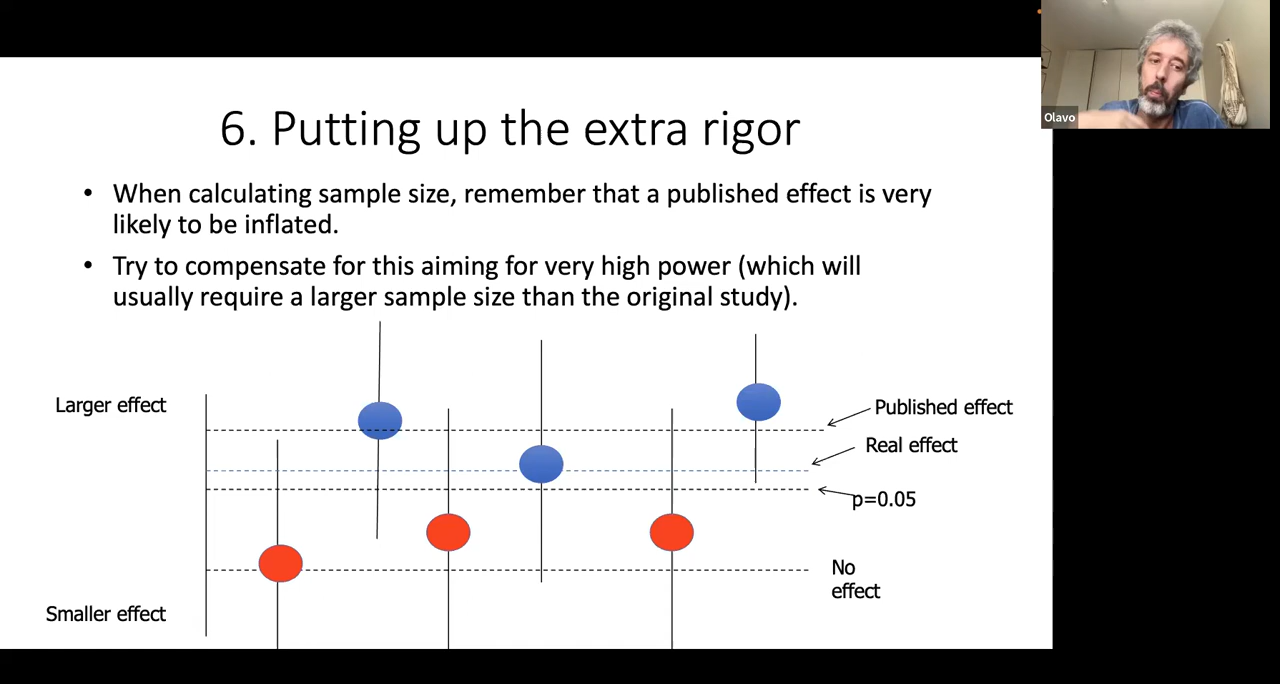 Olavo
6. Putting up the extra rigor
• When calculating sample size, remember that a published effect is very
likely to be inflated.
• Try to compensate for this aiming for very high power (which will
usually require a larger sample size than the original study).
Larger effect
Published effect
Real effect
p=0.05
No
effect
Smaller effect